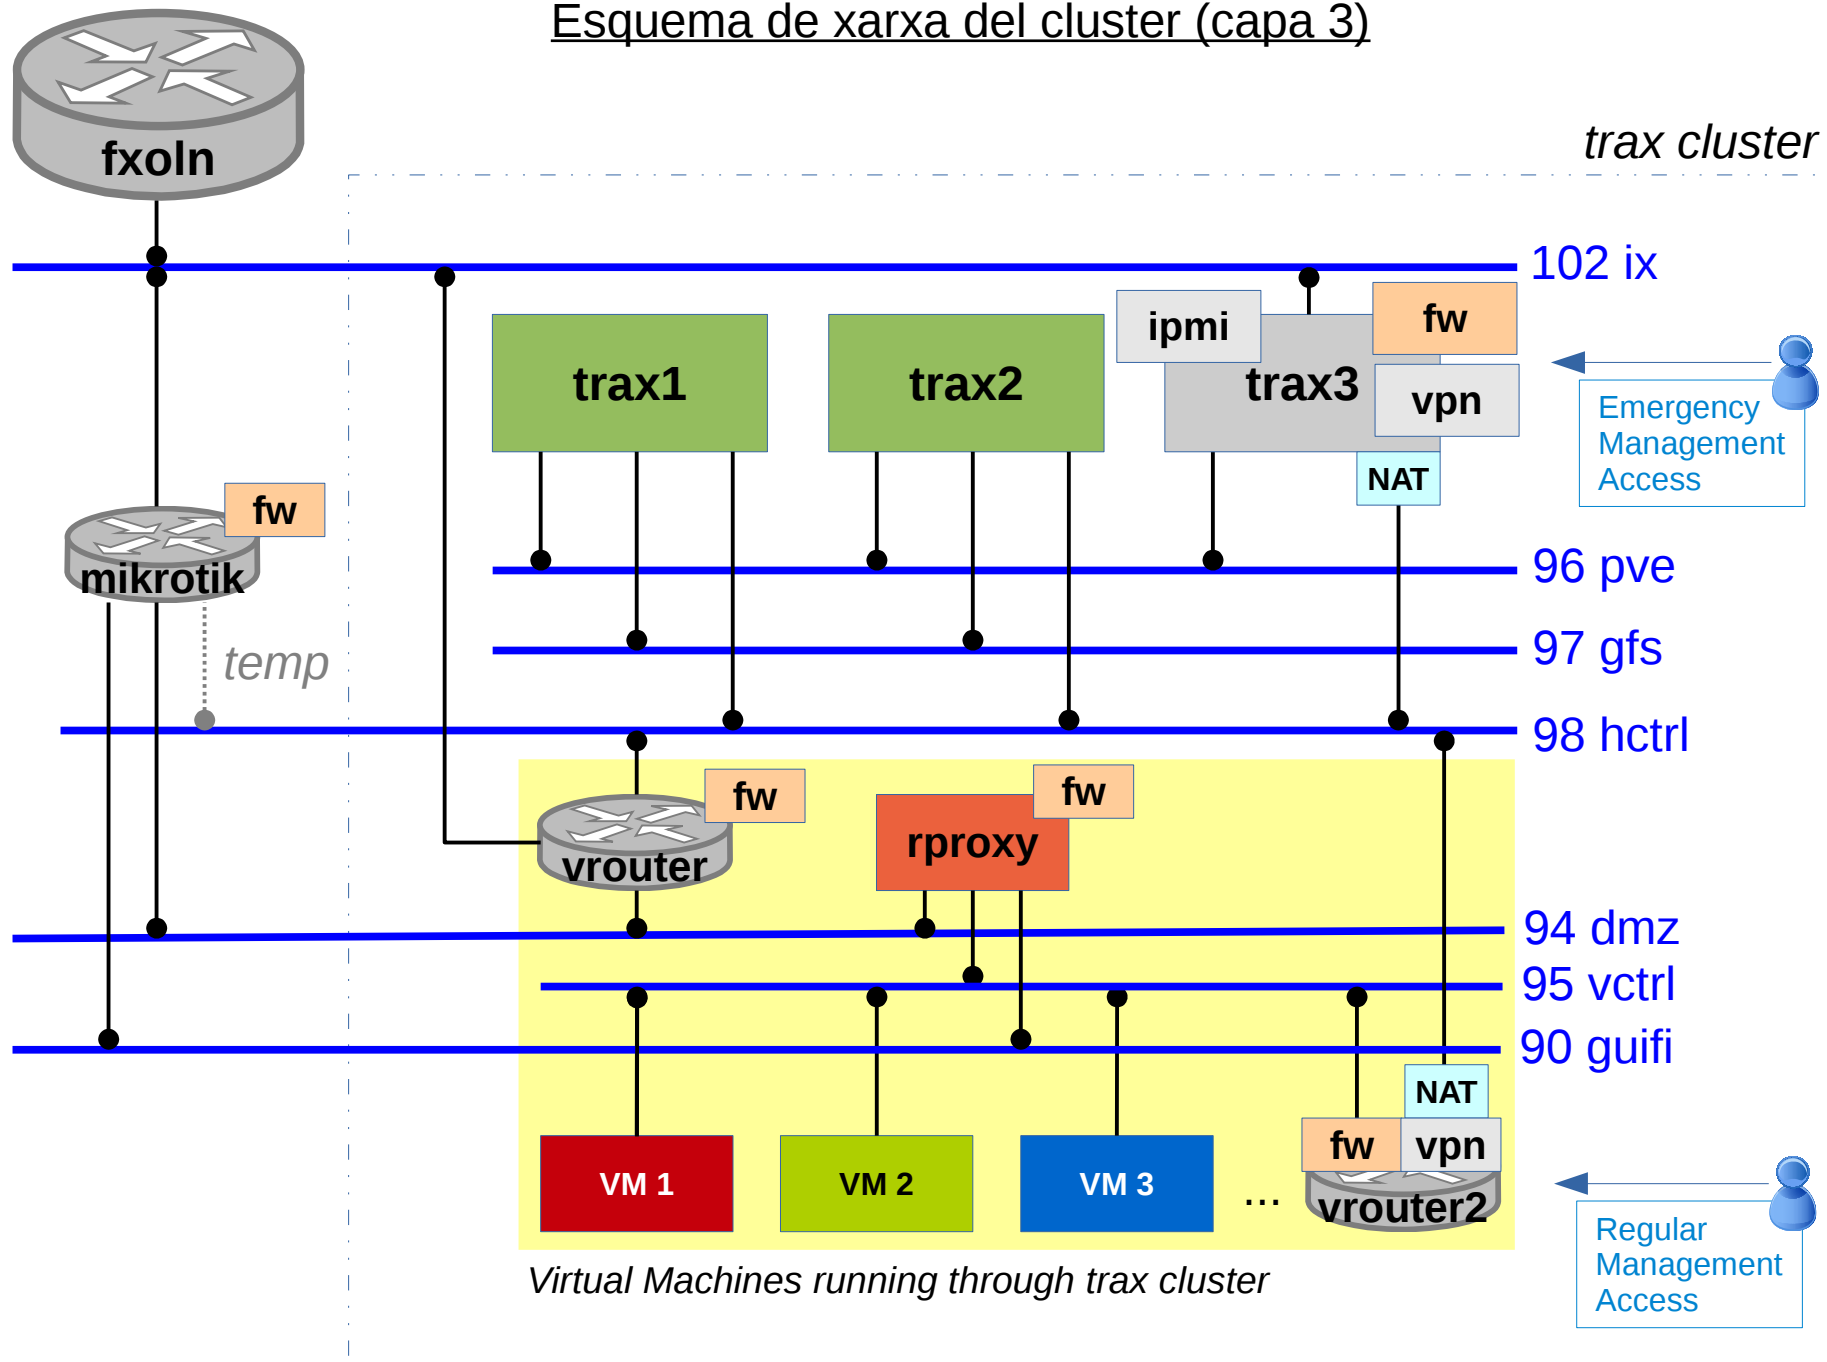 Esquema de xarxa del cluster (capa 3)
fxoln
trax cluster
102 ix
ipmi
fw
trax1
trax2
trax3
vpn
Emergency
Management
Access
NAT
fw
mikrotik
96 pve
temp
97 gfs
98 hctrl
fw
fw
vrouter
rproxy
94 dmz
95 vctrl
90 guifi
NAT
fw
vpn
VM 1
VM 2
VM 3
...
vrouter2
Regular
Management
Access
Virtual Machines running through trax cluster